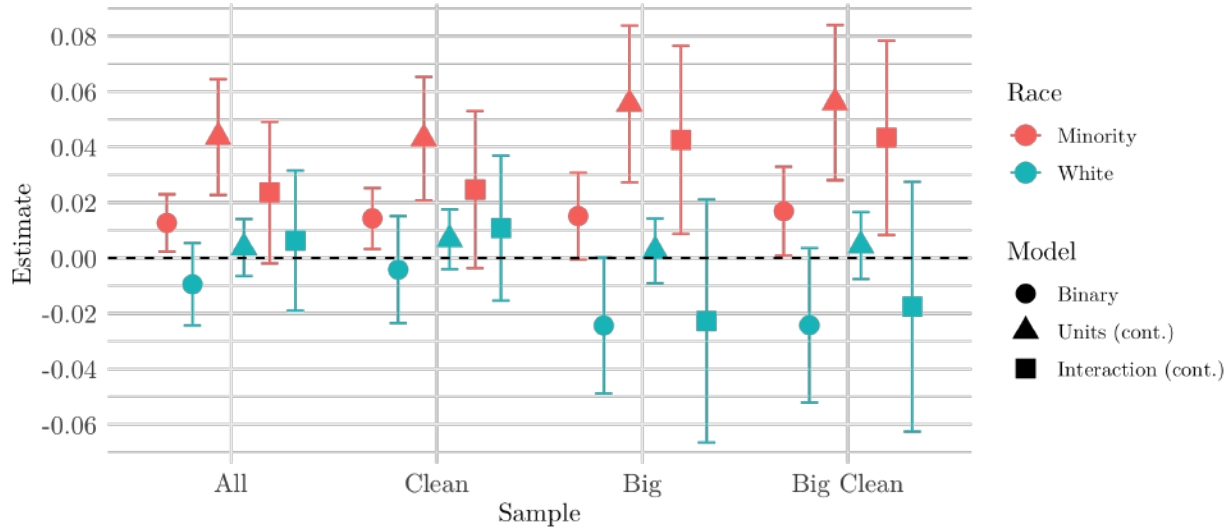 Estimate
0.08
0.06
0.04
0.02
0.00
-0.02
-0.04
-0.06
All
Clean
Big
Big Clean
Sample
Race
Minority
White
Model
Binary
Units (cont.)
Interaction (cont.)